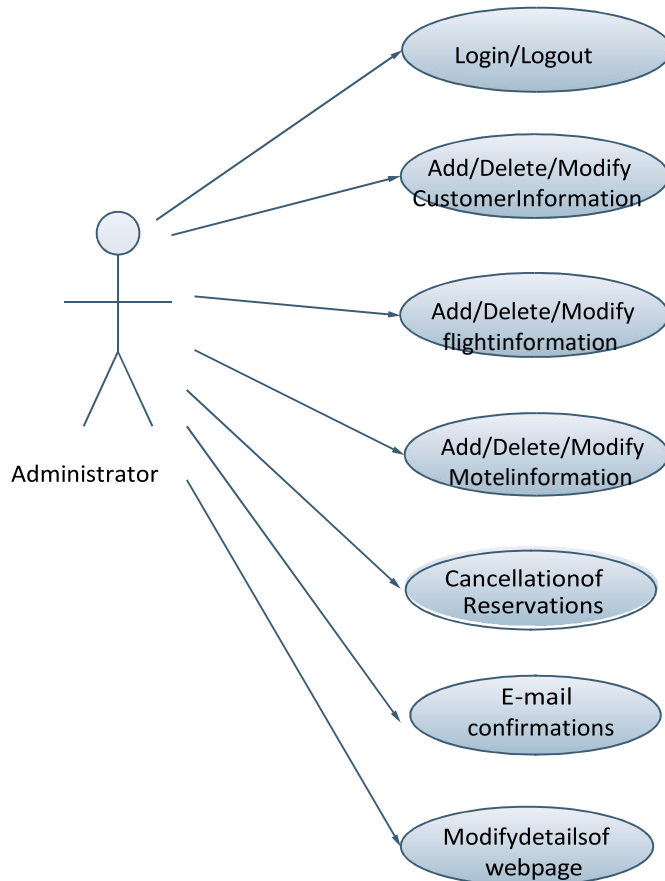 Login/Logout
Add/Delete/Modify
CustomerInformation
Add/Delete/Modify
flightinformation
Add/Delete/Modify
Motelinformation
Administrator
Cancellationof
Reservations
E-mail
confirmations
Modifydetailsof
webpage